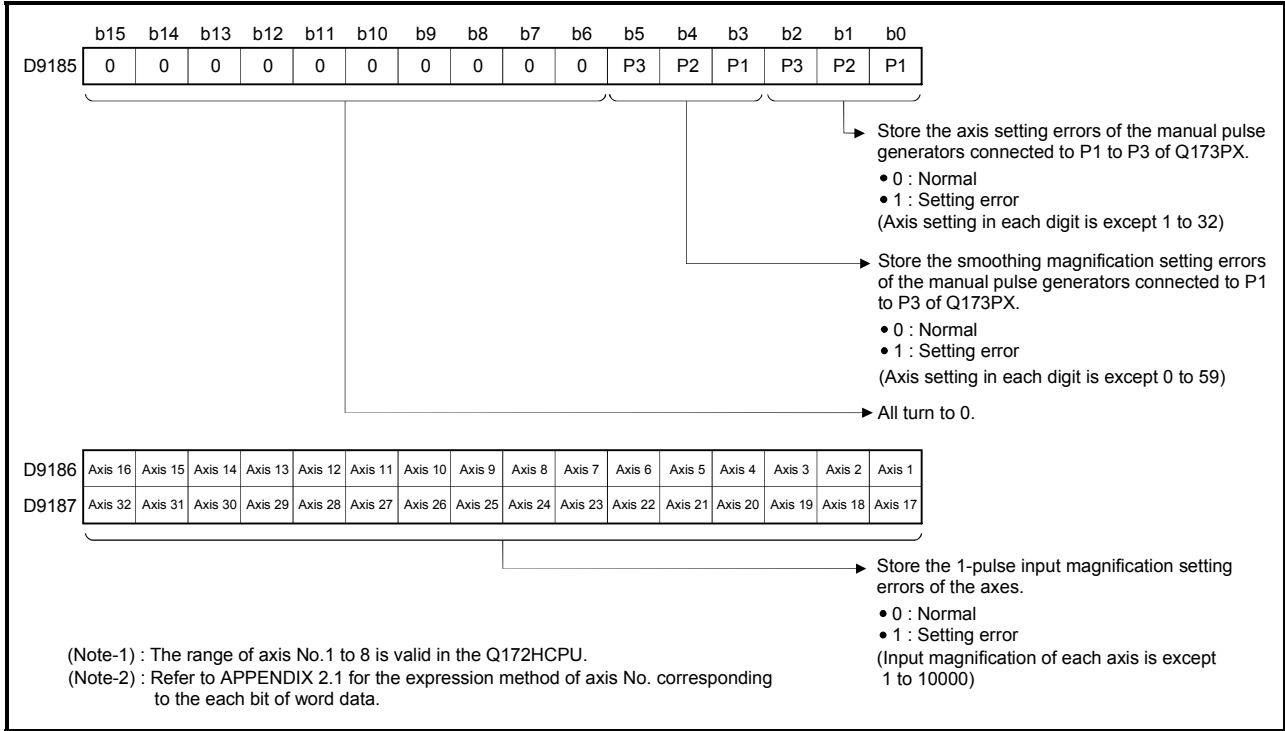 b15 b14 b13 b12 b11 b10 b9 b8 b7 b6 b5 b4 b3 b2 b1 b0
D9185 0 0 0 0 0 0 0 0 0 0 P3 P2 P1 P3 P2 P1
Store the axis setting errors of the manual pulse
generators connected to P1 to P3 of Q173PX.
• 0 : Normal
• 1 : Setting error
(Axis setting in each digit is except 1 to 32)
Store the smoothing magnification setting errors
of the manual pulse generators connected to P1
to P3 of Q173PX.
• 0 : Normal
• 1 : Setting error
(Axis setting in each digit is except 0 to 59)
All turn to 0.
D9186 Axis 16 Axis 15 Axis 14 Axis 13 Axis 12 Axis 11 Axis 10 Axis 9 Axis 8 Axis 7 Axis 6 Axis 5 Axis 4 Axis 3 Axis 2 Axis 1
D9187 Axis 32 Axis 31 Axis 30 Axis 29 Axis 28 Axis 27 Axis 26 Axis 25 Axis 24 Axis 23 Axis 22 Axis 21 Axis 20 Axis 19 Axis 18 Axis 17
Store the 1-pulse input magnification setting
errors of the axes.
• 0 : Normal
• 1 : Setting error
(Input magnification of each axis is except
1 to 10000)
(Note-1) : The range of axis No.1 to 8 is valid in the Q172HCPU.
(Note-2) : Refer to APPENDIX 2.1 for the expression method of axis No. corresponding
to the each bit of word data.